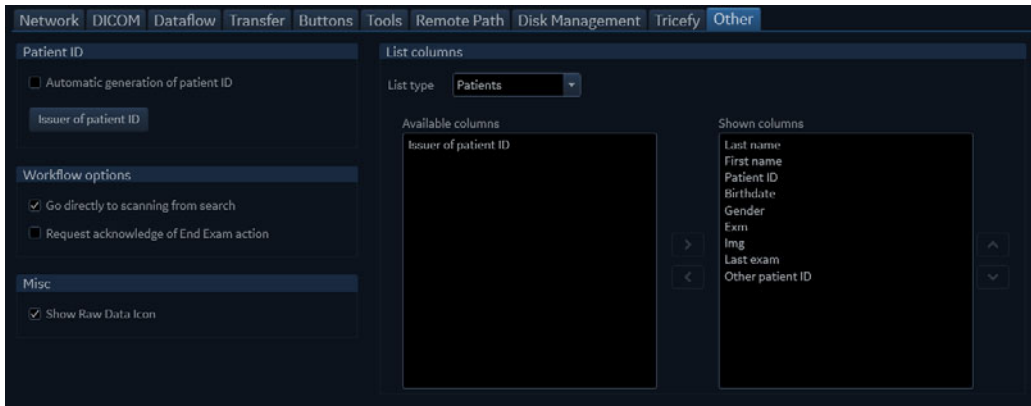 Network DICOM Dataflow Transfer Buttons Tools Remote Path Disk Management Tricefy Other
Patient ID
Automatic generation of patient ID
Issuer of patient ID
Workflow options
Go directly to scanning from search
Request acknowledge of End Exam action
Misc
Show Raw Data Icon
List columns
List type Patients
Available columns
Issuer of patient ID
Shown columns
Last name
First name
Patient ID
Birthdate
Gender
Exm
Img
Last exam
Other patient ID